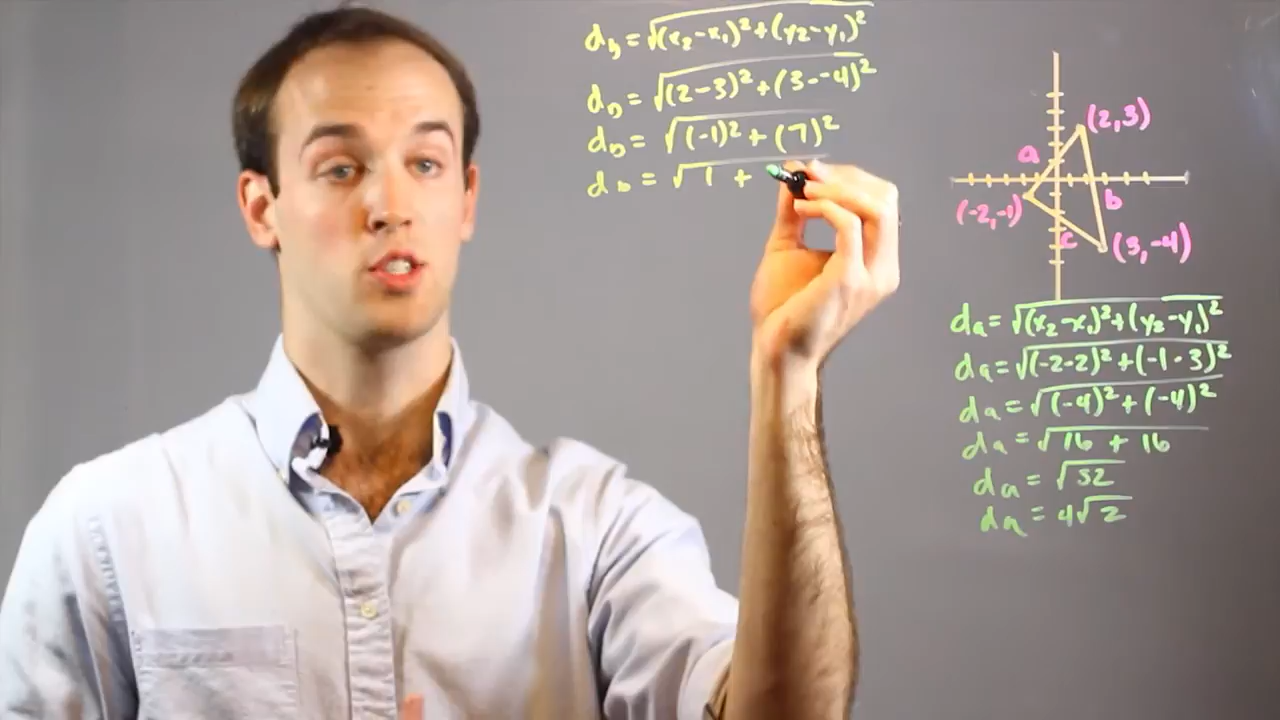 d_b = √(x₂-x₁)²+(y₂-y₁)²
d_b = √(2-3)²+(3--4)²
d_b = √(-1)² + (7)²
d_b = √1 +
(2,3)
a
(-2,-1)
b
c
(3,-4)
d_a = √(x₂-x₁)²+(y₂-y₁)²
d_a = √(-2-2)²+(-1-3)²
d_a = √(-4)²+(-4)²
d_a = √16 + 16
d_a = √32
d_a = 4√2